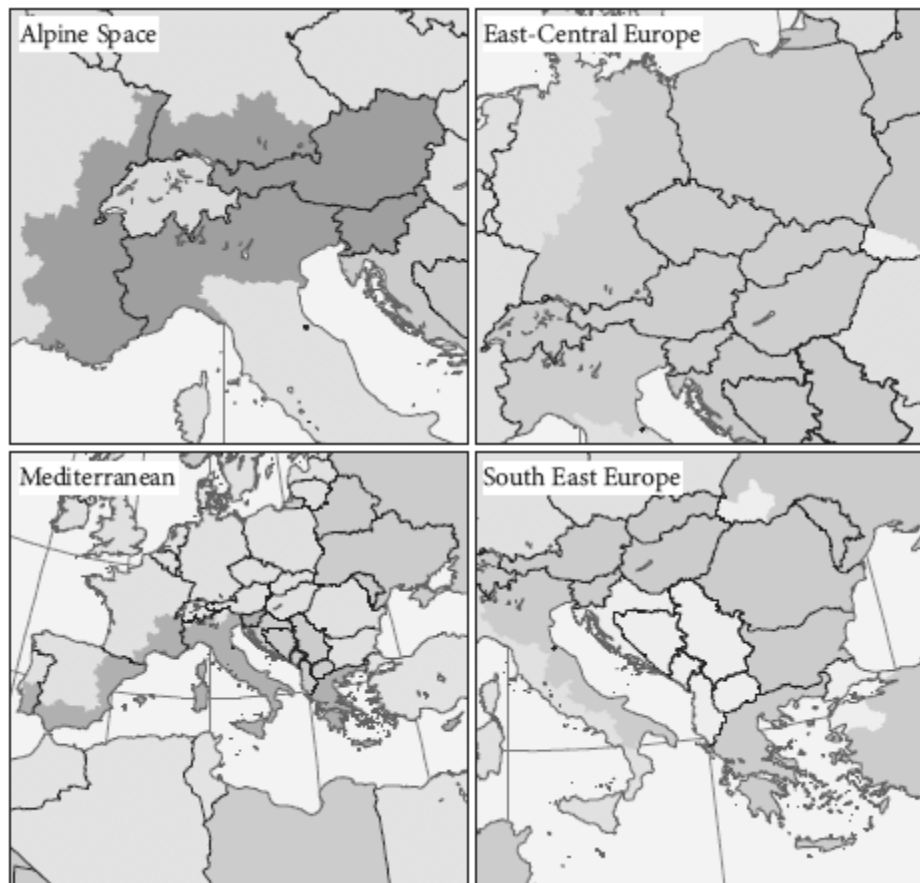 Alpine Space
East-Central Europe
Mediterranean
South East Europe